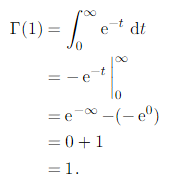 Γ(1) = ∫₀^∞ e^{−t} dt
= − e^{−t} |₀^∞
= e^{−∞} −(− e⁰)
= 0 + 1
= 1.